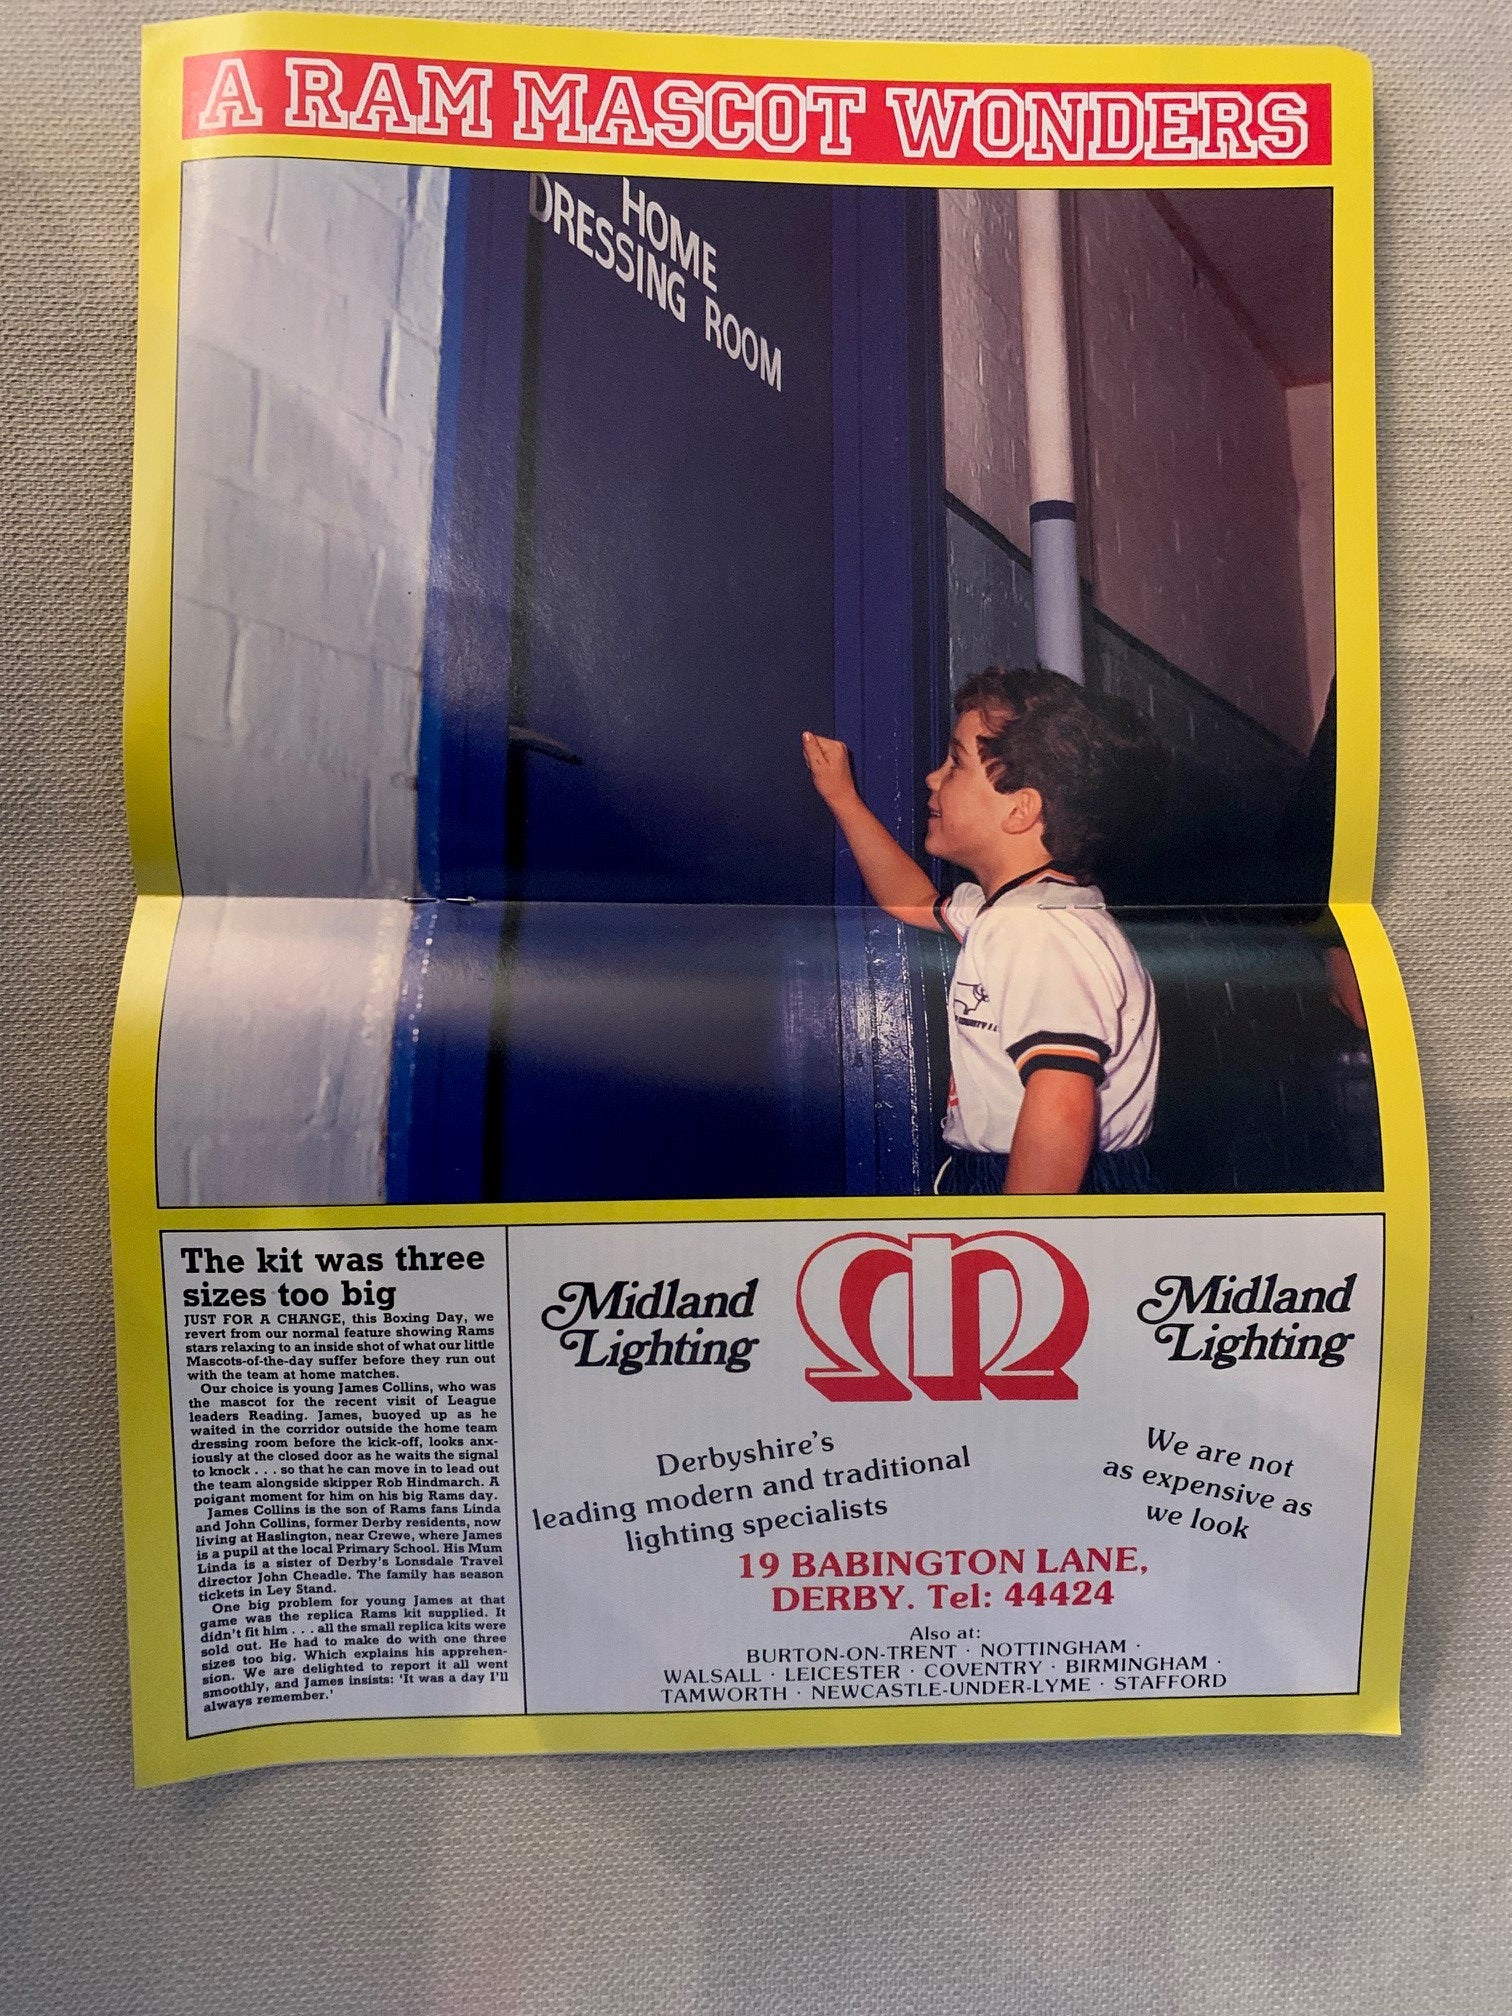 A RAM MASCOT WONDERS
HOME
DRESSING ROOM
The kit was three
sizes too big
JUST FOR A CHANGE, this Boxing Day, we
revert from our normal feature showing Rams
stars relaxing to an inside shot of what our little
Mascots-of-the-day suffer before they run out
with the team at home matches.
Our choice is young James Collins, who was
the mascot for the recent visit of League
leaders Reading. James, buoyed up as he
waited in the corridor outside the home team
dressing room before the kick-off, looks anx-
iously at the closed door as he waits the signal
to knock . . . so that he can move in to lead out
the team alongside skipper Rob Hindmarch. A
poigant moment for him on his big Rams day.
James Collins is the son of Rams fans Linda
and John Collins, former Derby residents, now
living at Haslington, near Crewe, where James
is a pupil at the local Primary School. His Mum
Linda is a sister of Derby's Lonsdale Travel
director John Cheadle. The family has season
tickets in Ley Stand.
One big problem for young James at that
game was the replica Rams kit supplied. It
didn't fit him . . . all the small replica kits were
sold out. He had to make do with one three
sizes too big. Which explains his apprehen-
sion. We are delighted to report it all went
smoothly, and James insists: 'It was a day I'll
always remember.'
Midland
Lighting
Midland
Lighting
Derbyshire's
leading modern and traditional
lighting specialists
We are not
as expensive as
we look
19 BABINGTON LANE,
DERBY. Tel: 44424
Also at:
BURTON-ON-TRENT · NOTTINGHAM ·
WALSALL · LEICESTER · COVENTRY · BIRMINGHAM ·
TAMWORTH · NEWCASTLE-UNDER-LYME · STAFFORD